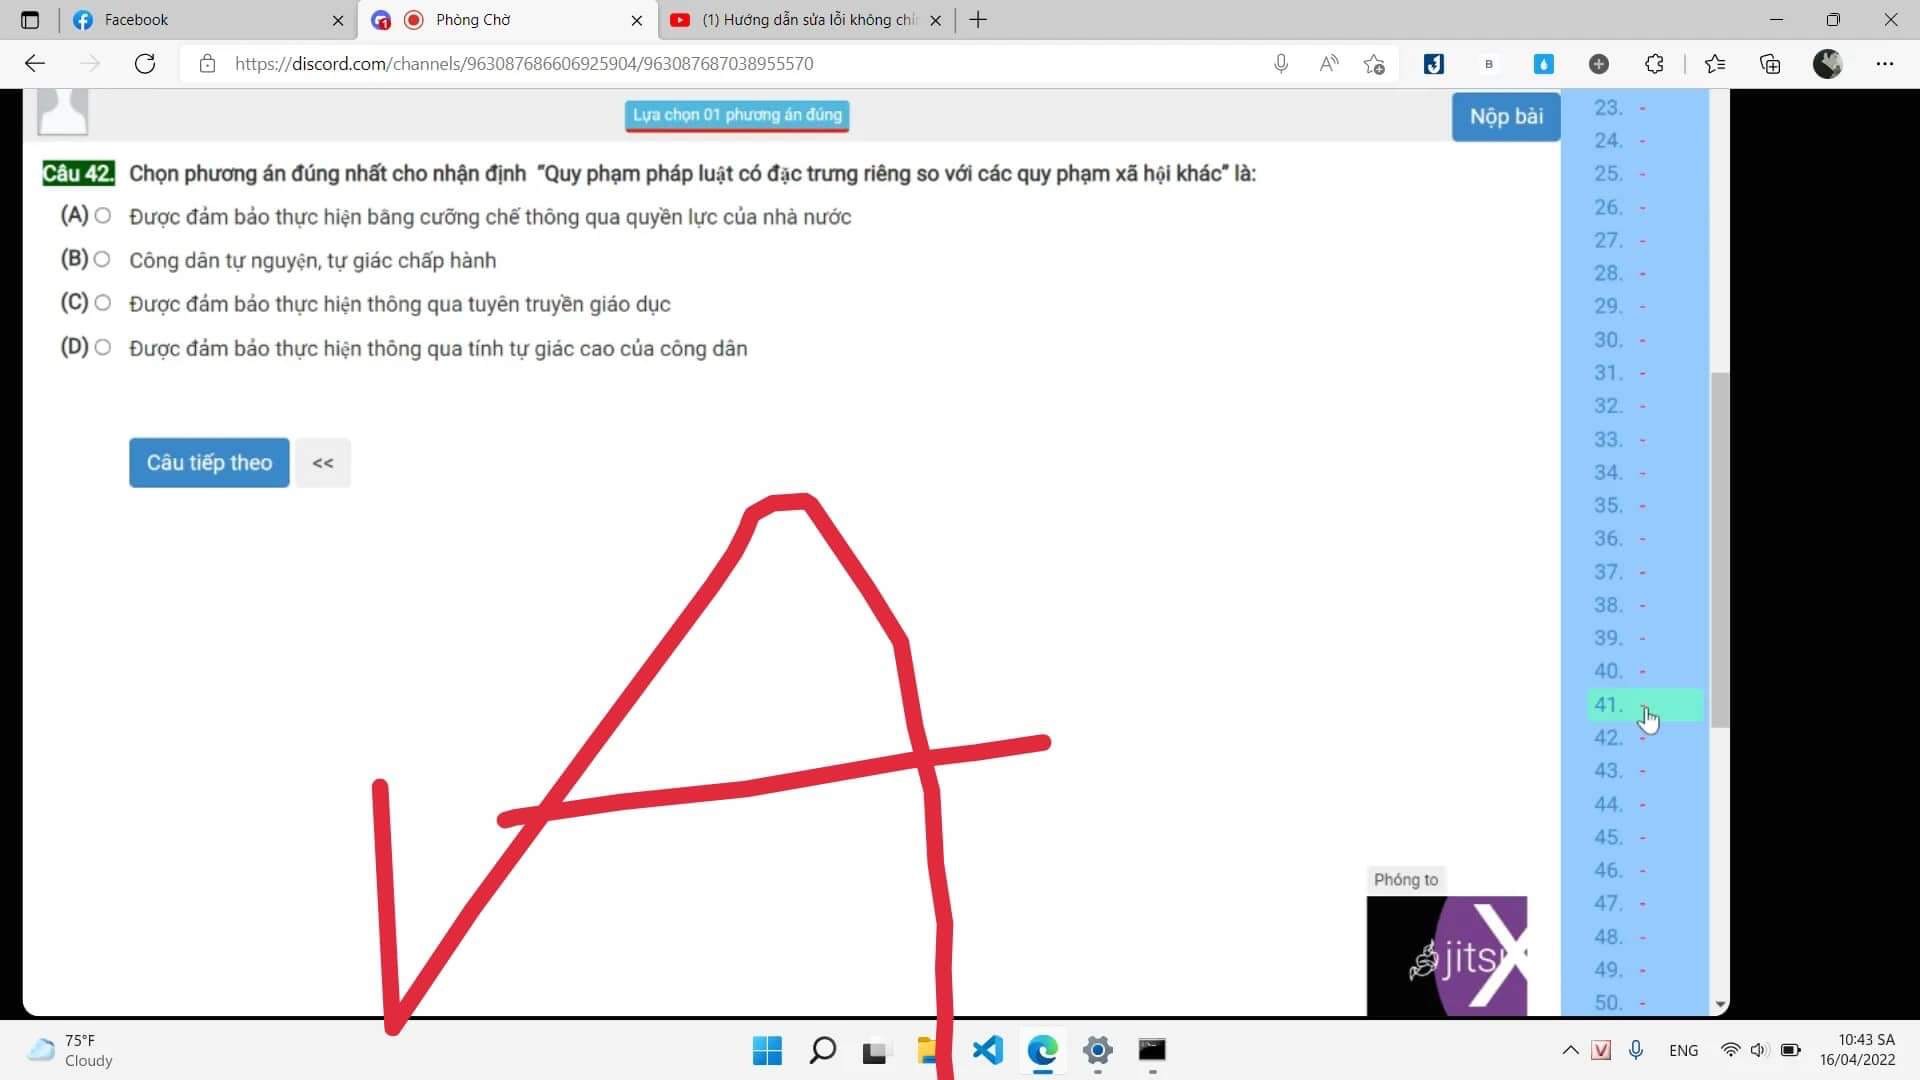 Facebook
Phòng Chờ
(1) Hướng dẫn sửa lỗi không chỉ
https://discord.com/channels/963087686606925904/963087687038955570
Lựa chọn 01 phương án đúng
Nộp bài
Câu 42. Chọn phương án đúng nhất cho nhận định “Quy phạm pháp luật có đặc trưng riêng so với các quy phạm xã hội khác” là:
(A) Được đảm bảo thực hiện bằng cưỡng chế thông qua quyền lực của nhà nước
(B) Công dân tự nguyện, tự giác chấp hành
(C) Được đảm bảo thực hiện thông qua tuyên truyền giáo dục
(D) Được đảm bảo thực hiện thông qua tính tự giác cao của công dân
Câu tiếp theo <<
A
23. -
24. -
25. -
26. -
27. -
28. -
29. -
30. -
31. -
32. -
33. -
34. -
35. -
36. -
37. -
38. -
39. -
40. -
41. -
42. -
43. -
44. -
45. -
46. -
47. -
48. -
49. -
50. -
Phóng to
jitsi
X
75°F
Cloudy
ENG
10:43 SA
16/04/2022